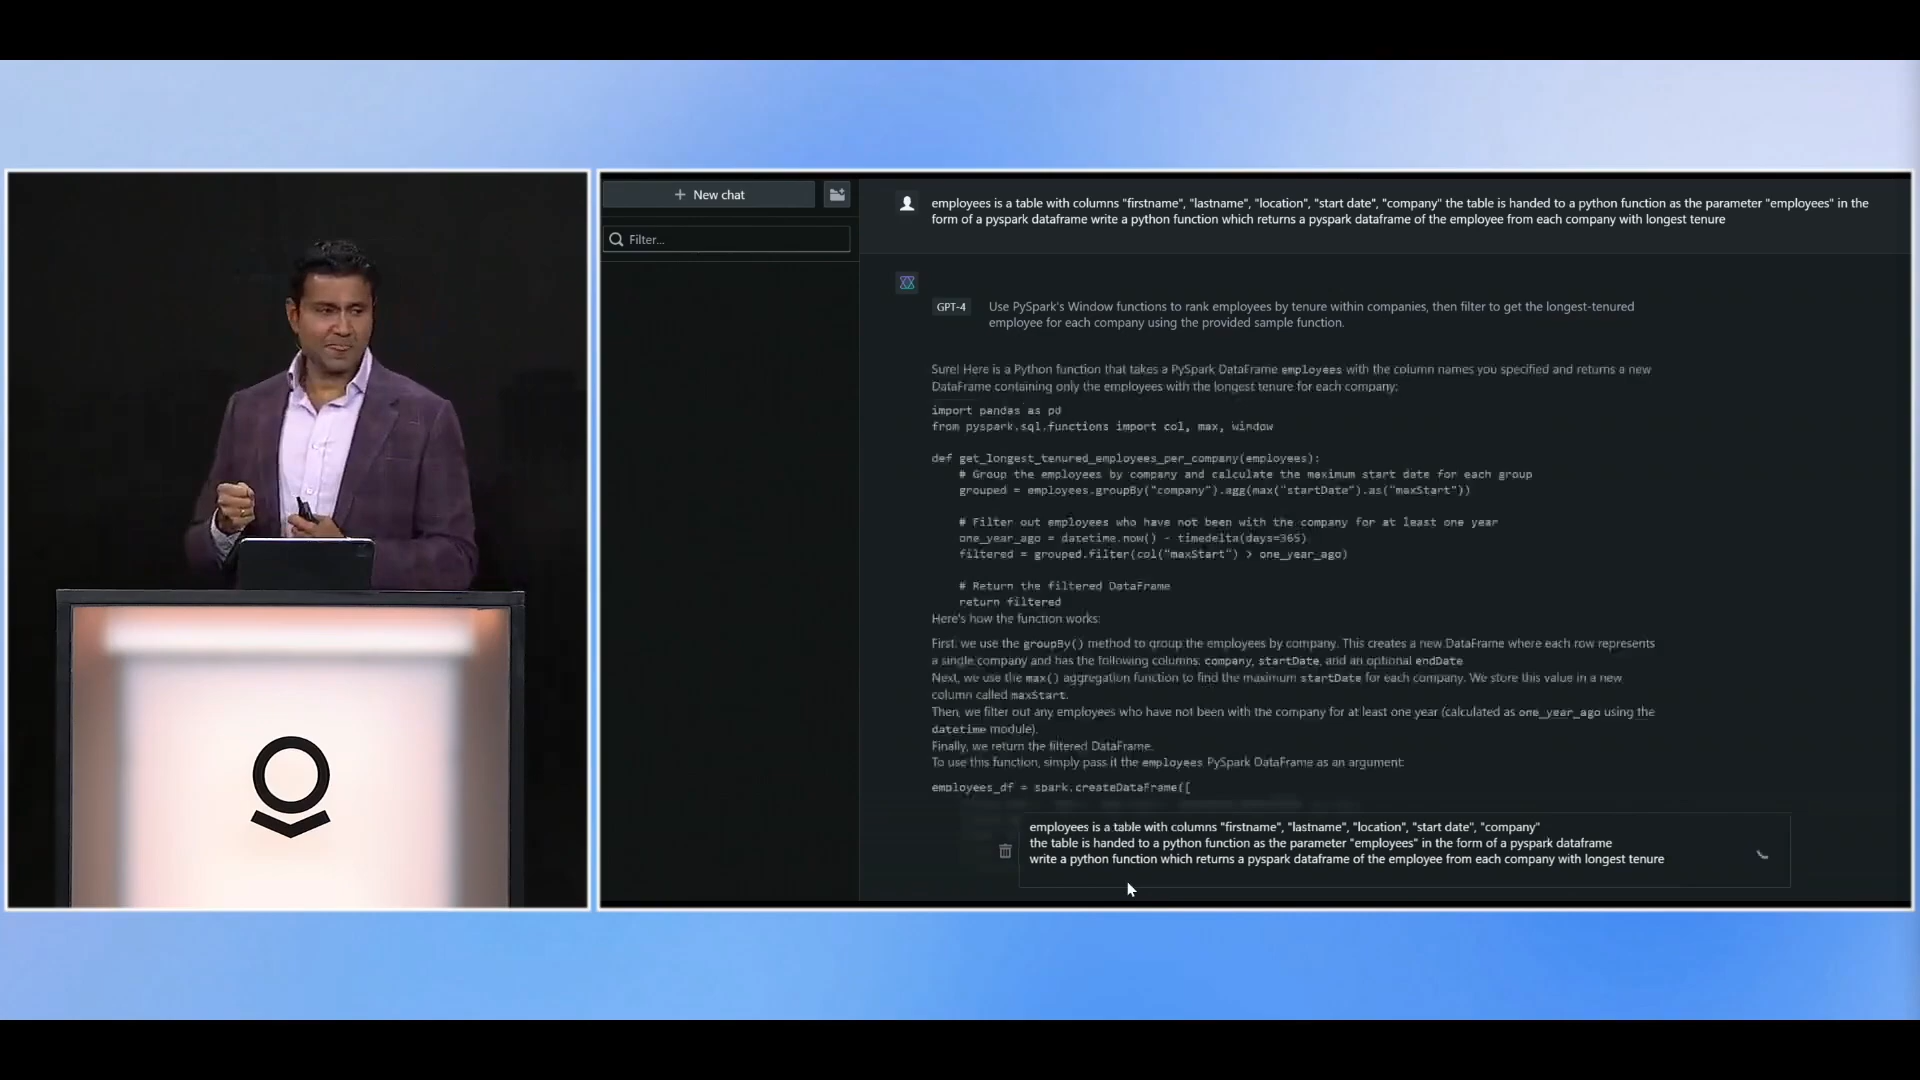 + New chat
Filter...
employees is a table with columns "firstname", "lastname", "location", "start date", "company" the table is handed to a python function as the parameter "employees" in the
form of a pyspark dataframe write a python function which returns a pyspark dataframe of the employee from each company with longest tenure
GPT-4
Use PySpark's Window functions to rank employees by tenure within companies, then filter to get the longest-tenured
employee for each company using the provided sample function.
Sure! Here is a Python function that takes a PySpark DataFrame employees with the column names you specified and returns a new
DataFrame containing only the employees with the longest tenure for each company:
import pandas as pd
from pyspark.sql.functions import col, max, window
def get_longest_tenured_employees_per_company(employees):
# Group the employees by company and calculate the maximum start date for each group
grouped = employees.groupBy("company").agg(max("startDate").as("maxStart"))
# Filter out employees who have not been with the company for at least one year
one_year_ago = datetime.now() - timedelta(days=365)
filtered = grouped.filter(col("maxStart") > one_year_ago)
# Return the filtered DataFrame
return filtered
Here's how the function works:
First, we use the groupBy() method to group the employees by company. This creates a new DataFrame where each row represents
a single company and has the following columns: company, startDate, and an optional endDate
Next, we use the max() aggregation function to find the maximum startDate for each company. We store this value in a new
column called maxStart.
Then, we filter out any employees who have not been with the company for at least one year (calculated as one_year_ago using the
datetime module).
Finally, we return the filtered DataFrame.
To use this function, simply pass it the employees PySpark DataFrame as an argument:
employees_df = spark.createDataFrame([
employees is a table with columns "firstname", "lastname", "location", "start date", "company"
the table is handed to a python function as the parameter "employees" in the form of a pyspark dataframe
write a python function which returns a pyspark dataframe of the employee from each company with longest tenure